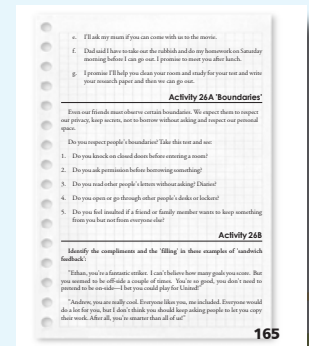 e. I'll ask my mum if you can come with us to the movie.
f. Dad said I have to take out the rubbish and do my homework on Saturday
morning before I can go out. I promise to meet you after lunch.
g. I promise I'll help you clean your room and study for your test and write
your research paper and then we can go out.
Activity 26A 'Boundaries'
Even our friends must observe certain boundaries. We expect them to respect
our privacy, keep secrets, not to borrow without asking and respect our personal
space.
Do you respect people's boundaries? Take this test and see:
1. Do you knock on closed doors before entering a room?
2. Do you ask permission before borrowing something?
3. Do you read other people's letters without asking? Diaries?
4. Do you open or go through other people's desks or lockers?
5. Do you feel insulted if a friend or family member wants to keep something
from you but not from everyone else?
Activity 26B
Identify the compliments and the 'filling' in these examples of 'sandwich
feedback':
"Ethan, you're a fantastic striker. I can't believe how many goals you score. But
you seemed to be off-side a couple of times. You're so good, you don't need to
pretend to be on-side—I bet you could play for United!"
"Andrew, you are really cool. Everyone likes you, me included. Everyone would
do a lot for you, but I don't think you should keep asking people to let you copy
their work. After all, you're smarter than all of us!"
165